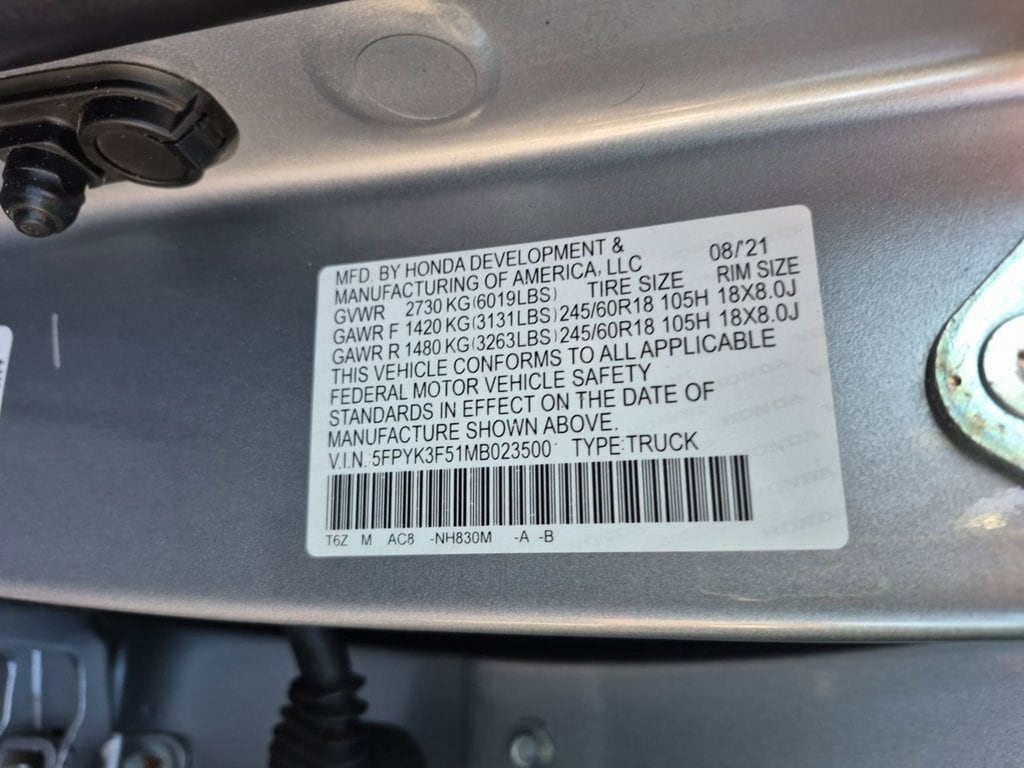 MFD. BY HONDA DEVELOPMENT & 08/'21
MANUFACTURING OF AMERICA, LLC
GVWR 2730 KG(6019LBS) TIRE SIZE RIM SIZE
GAWR F 1420 KG(3131LBS) 245/60R18 105H 18X8.0J
GAWR R 1480 KG(3263LBS) 245/60R18 105H 18X8.0J
THIS VEHICLE CONFORMS TO ALL APPLICABLE
FEDERAL MOTOR VEHICLE SAFETY
STANDARDS IN EFFECT ON THE DATE OF
MANUFACTURE SHOWN ABOVE.
V.I.N.:5FPYK3F51MB023500 TYPE:TRUCK
T6Z M AC8 -NH830M -A -B
HONDA
HONDA
HONDA